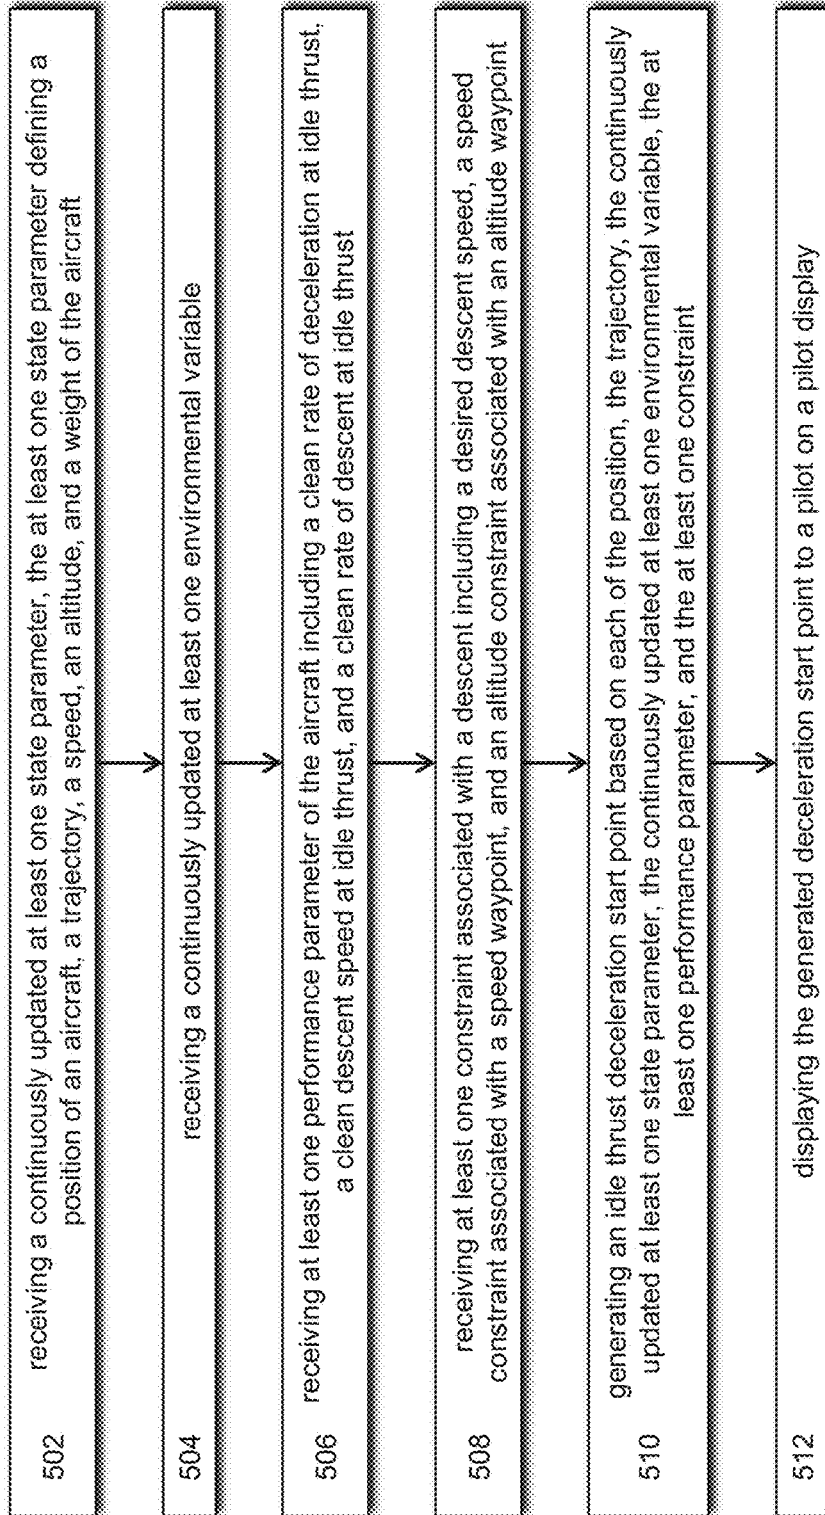 502
receiving a continuously updated at least one state parameter, the at least one state parameter defining a
position of an aircraft, a trajectory, a speed, an altitude, and a weight of the aircraft
504
receiving a continuously updated at least one environmental variable
506
receiving at least one performance parameter of the aircraft including a clean rate of deceleration at idle thrust,
a clean descent speed at idle thrust, and a clean rate of descent at idle thrust
508
receiving at least one constraint associated with a descent including a desired descent speed, a speed
constraint associated with a speed waypoint, and an altitude constraint associated with an altitude waypoint
510
generating an idle thrust deceleration start point based on each of the position, the trajectory, the continuously
updated at least one state parameter, the continuously updated at least one environmental variable, the at
least one performance parameter, and the at least one constraint
512
displaying the generated deceleration start point to a pilot on a pilot display